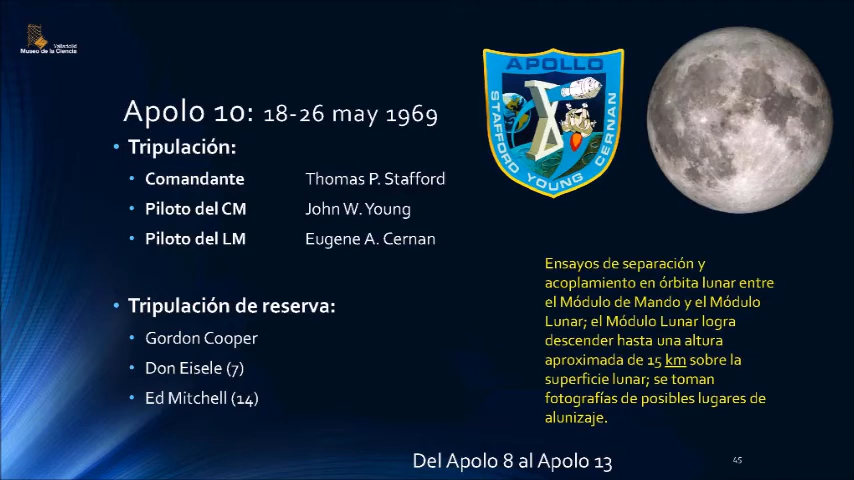 Valladolid
Museo de la Ciencia
Apolo 10: 18-26 may 1969
• Tripulación:
• Comandante Thomas P. Stafford
• Piloto del CM John W. Young
• Piloto del LM Eugene A. Cernan
• Tripulación de reserva:
• Gordon Cooper
• Don Eisele (7)
• Ed Mitchell (14)
APOLLO
STAFFORD YOUNG CERNAN
Ensayos de separación y
acoplamiento en órbita lunar entre
el Módulo de Mando y el Módulo
Lunar; el Módulo Lunar logra
descender hasta una altura
aproximada de 15 km sobre la
superficie lunar; se toman
fotografías de posibles lugares de
alunizaje.
Del Apolo 8 al Apolo 13
45